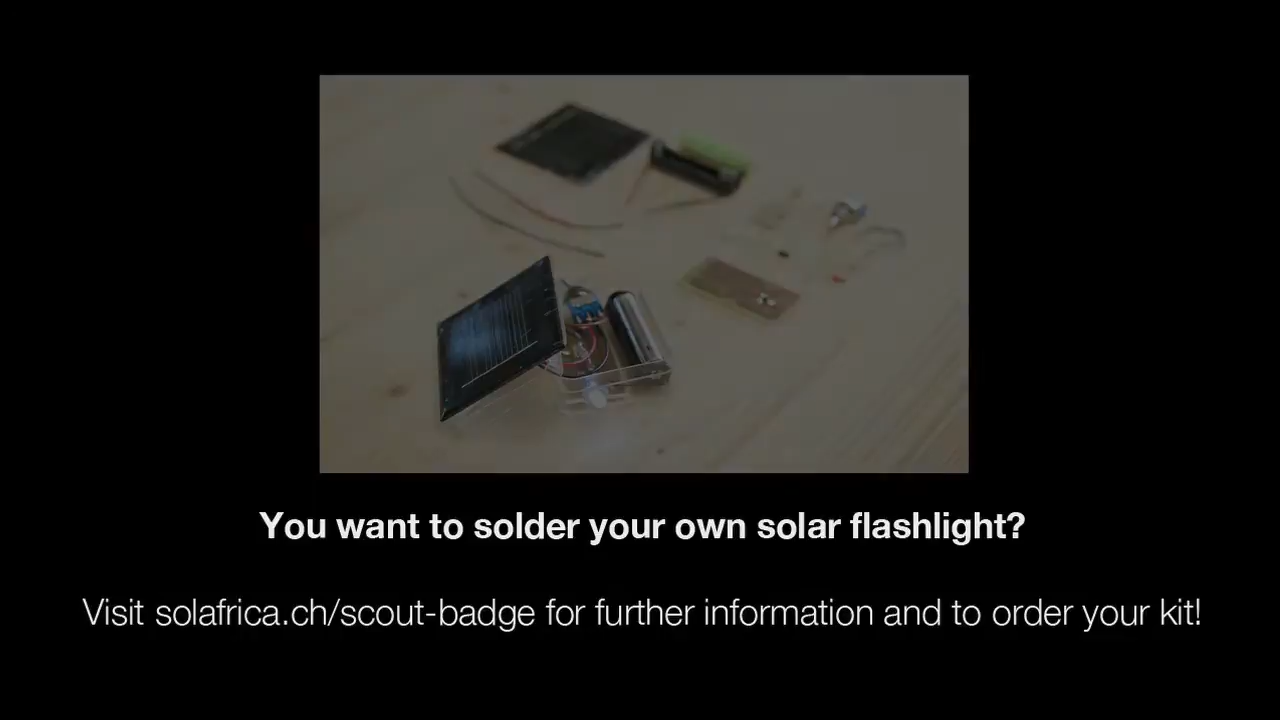 You want to solder your own solar flashlight?
Visit solafrica.ch/scout-badge for further information and to order your kit!